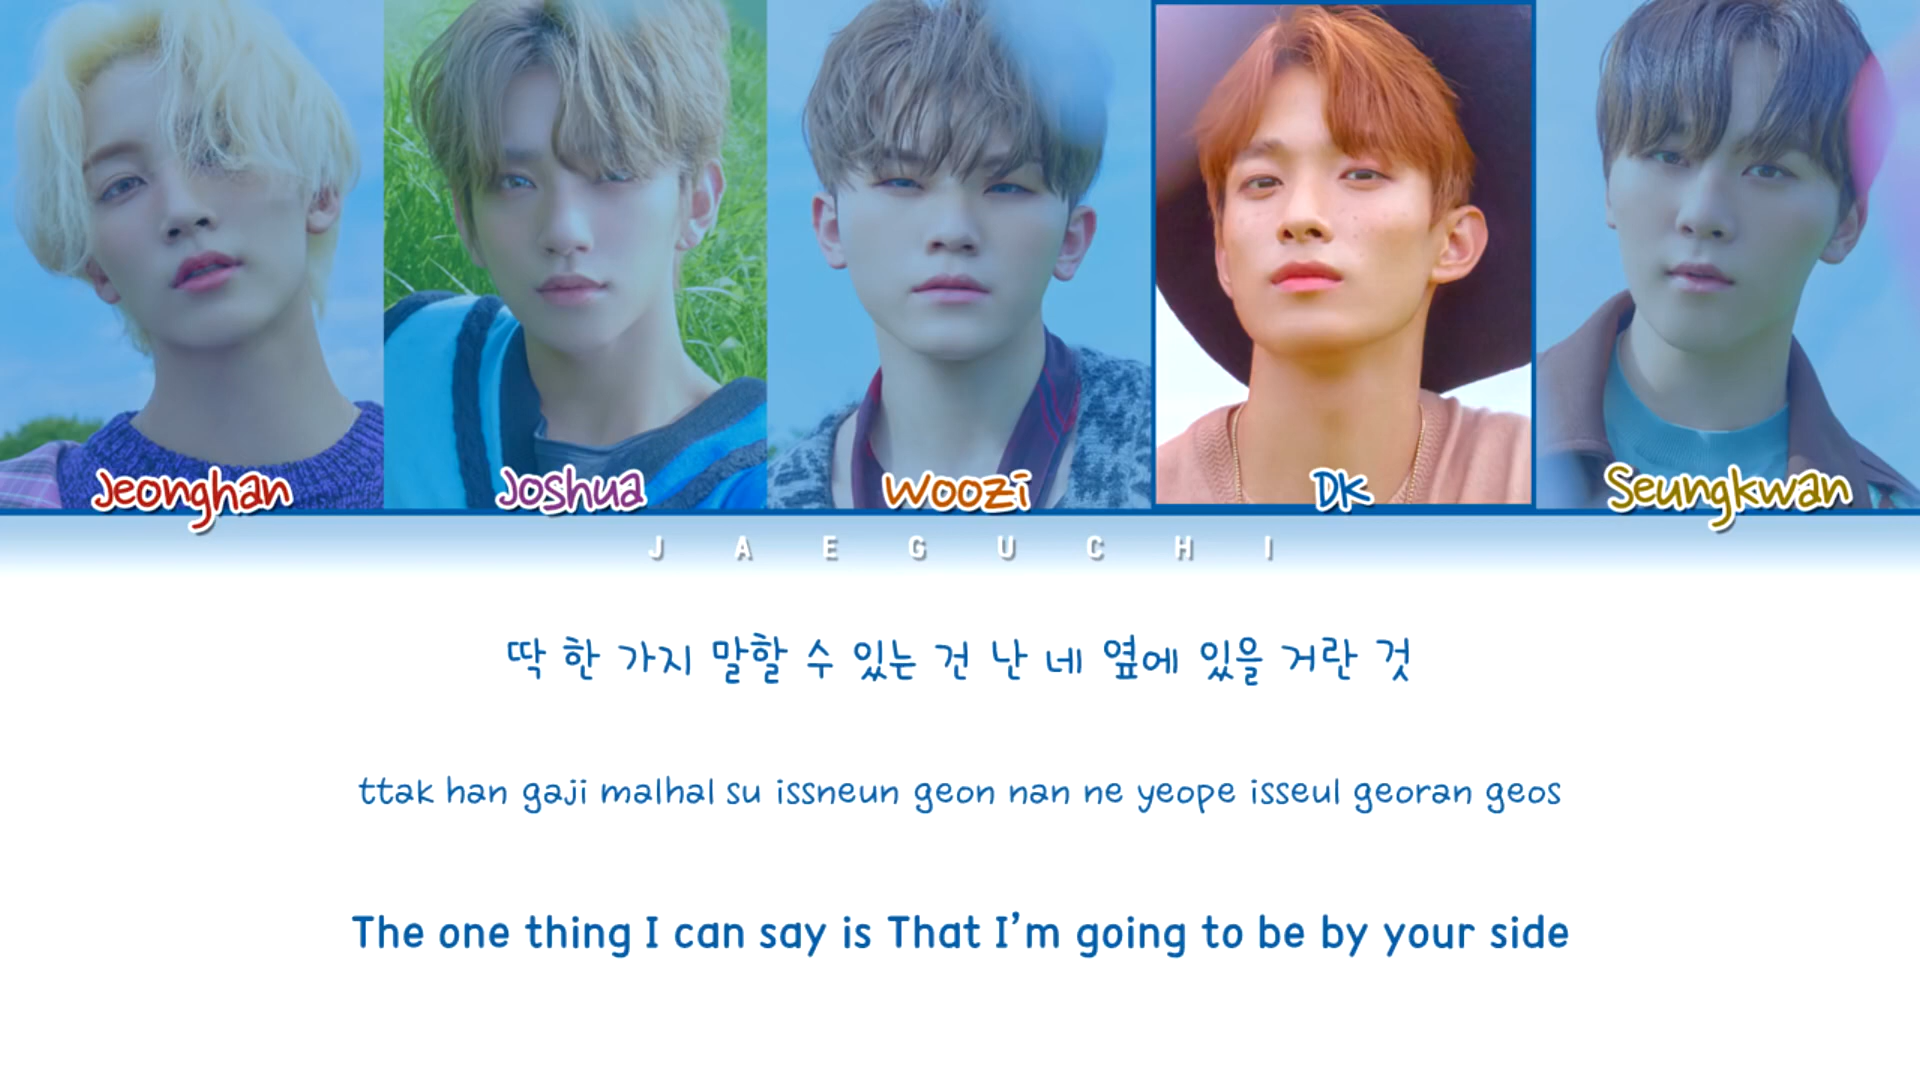 Jeonghan Joshua Woozi DK Seungkwan
JAEGUCHI
딱 한 가지 말할 수 있는 건 난 네 옆에 있을 거란 것
ttak han gaji malhal su issneun geon nan ne yeope isseul georan geos
The one thing I can say is That I'm going to be by your side